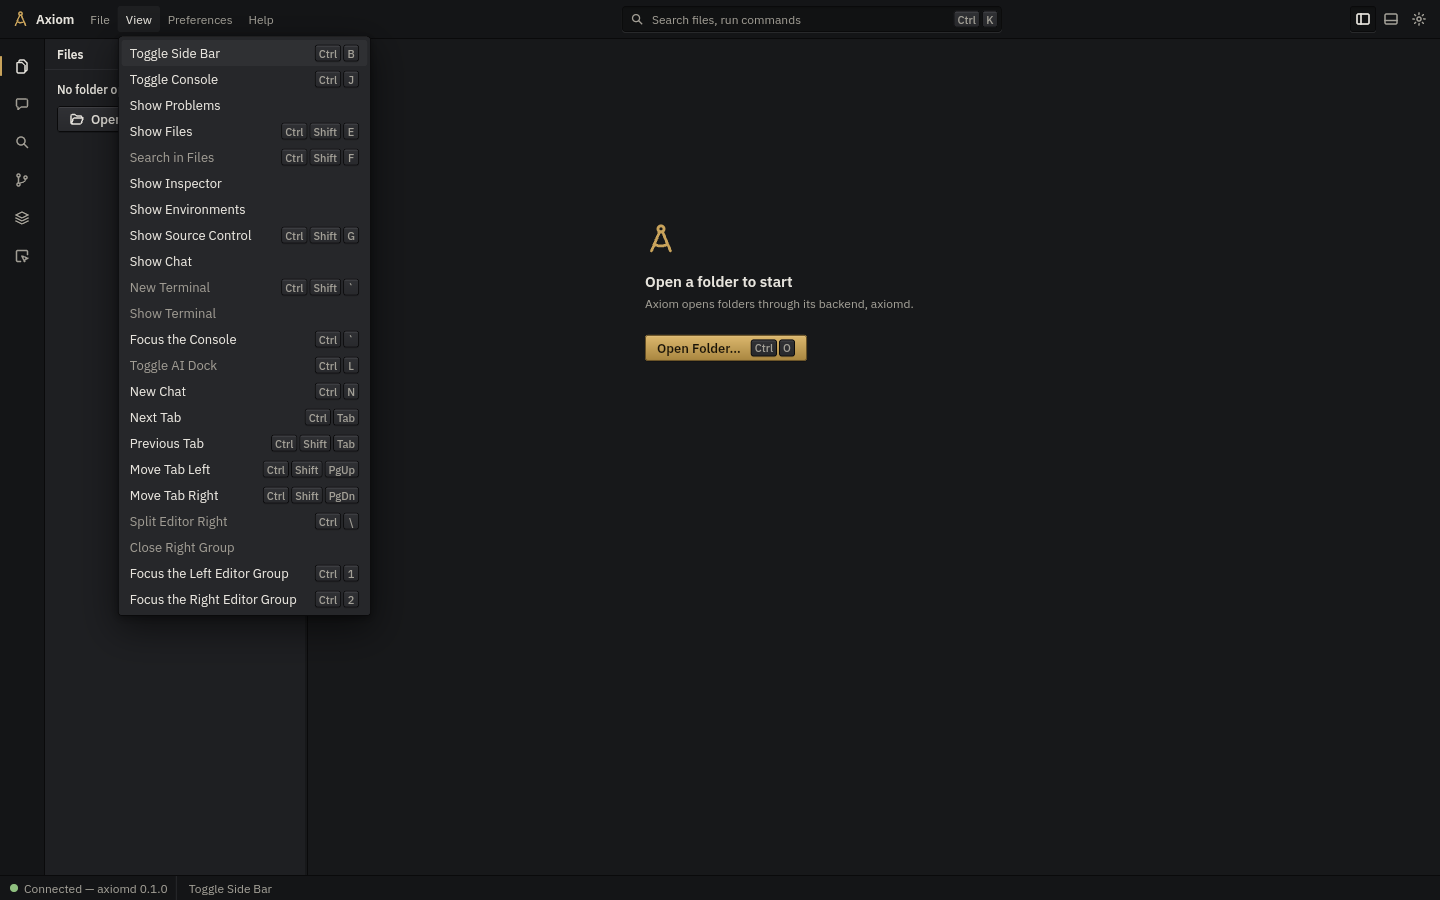 Axiom File View Preferences Help Search files, run commands Ctrl K
Files
No folder o
Open
Toggle Side Bar Ctrl B
Toggle Console Ctrl J
Show Problems
Show Files Ctrl Shift E
Search in Files Ctrl Shift F
Show Inspector
Show Environments
Show Source Control Ctrl Shift G
Show Chat
New Terminal Ctrl Shift `
Show Terminal
Focus the Console Ctrl `
Toggle AI Dock Ctrl L
New Chat Ctrl N
Next Tab Ctrl Tab
Previous Tab Ctrl Shift Tab
Move Tab Left Ctrl Shift PgUp
Move Tab Right Ctrl Shift PgDn
Split Editor Right Ctrl \
Close Right Group
Focus the Left Editor Group Ctrl 1
Focus the Right Editor Group Ctrl 2
Open a folder to start
Axiom opens folders through its backend, axiomd.
Open Folder... Ctrl O
Connected — axiomd 0.1.0 Toggle Side Bar